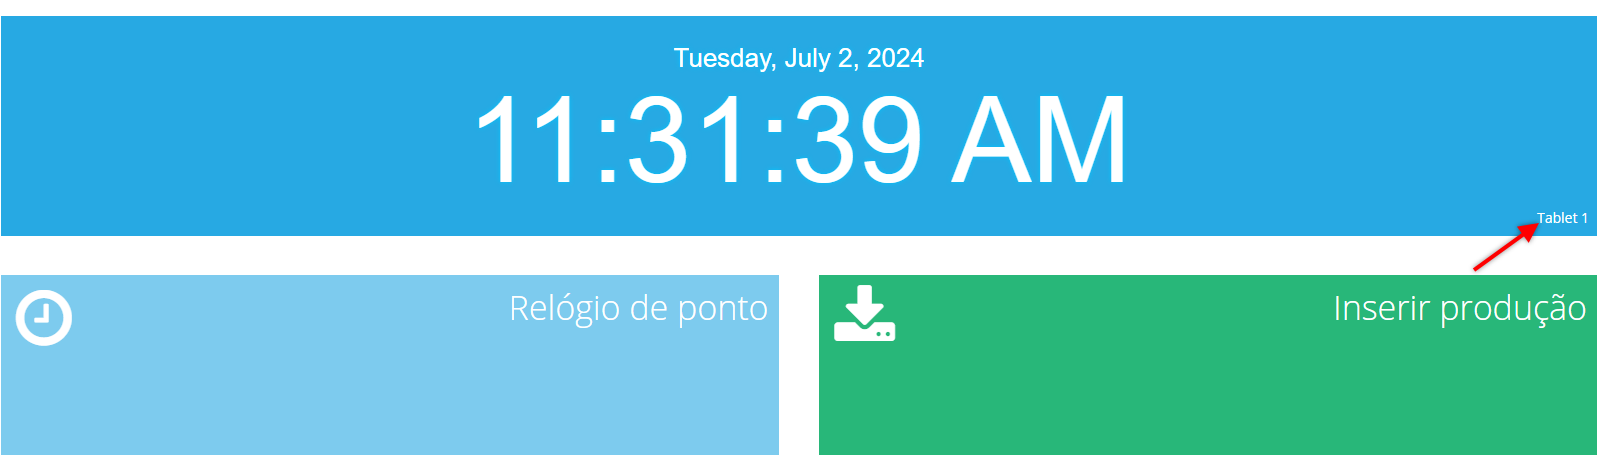 Tuesday, July 2, 2024
11:31:39 AM
Tablet 1
Relógio de ponto
Inserir produção